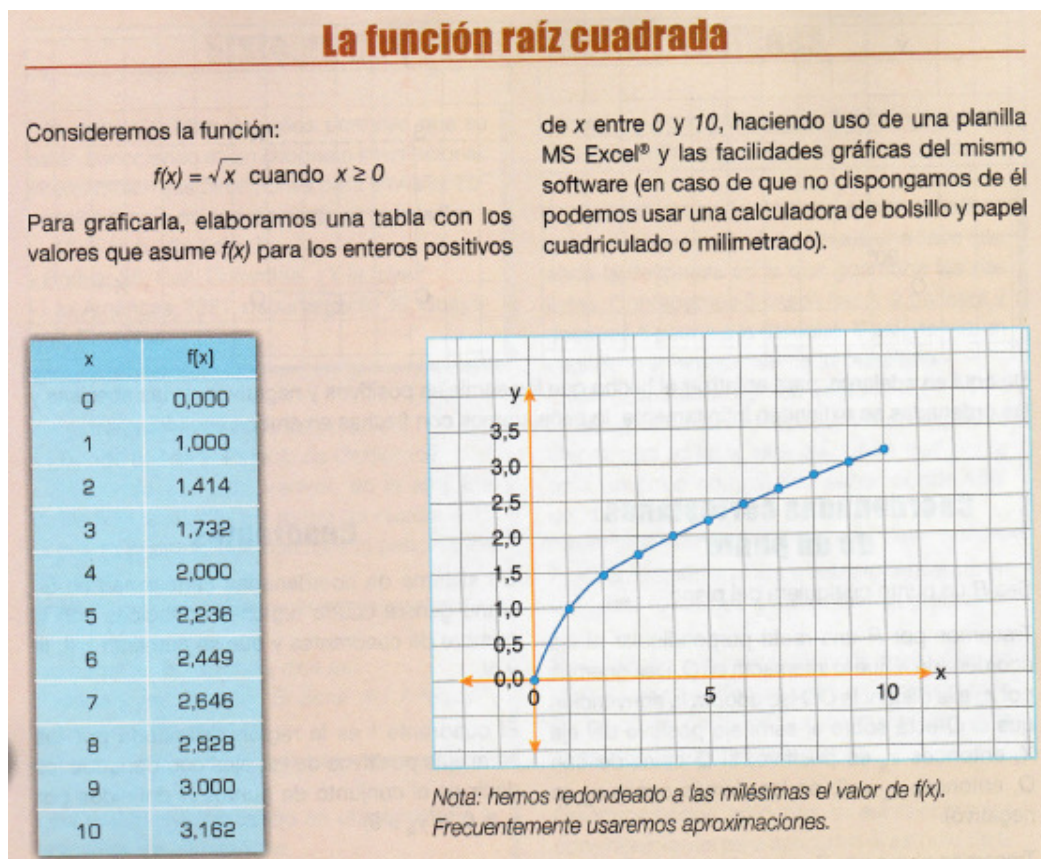 La función raíz cuadrada
Consideremos la función:
f(x) = √x cuando x ≥ 0
Para graficarla, elaboramos una tabla con los
valores que asume f(x) para los enteros positivos
de x entre 0 y 10, haciendo uso de una planilla
MS Excel® y las facilidades gráficas del mismo
software (en caso de que no dispongamos de él
podemos usar una calculadora de bolsillo y papel
cuadriculado o milimetrado).
x f(x)
0 0,000
1 1,000
2 1,414
3 1,732
4 2,000
5 2,236
6 2,449
7 2,646
8 2,828
9 3,000
10 3,162
y
3,5
3,0
2,5
2,0
1,5
1,0
0,5
0,0
0 5 10 x
Nota: hemos redondeado a las milésimas el valor de f(x).
Frecuentemente usaremos aproximaciones.